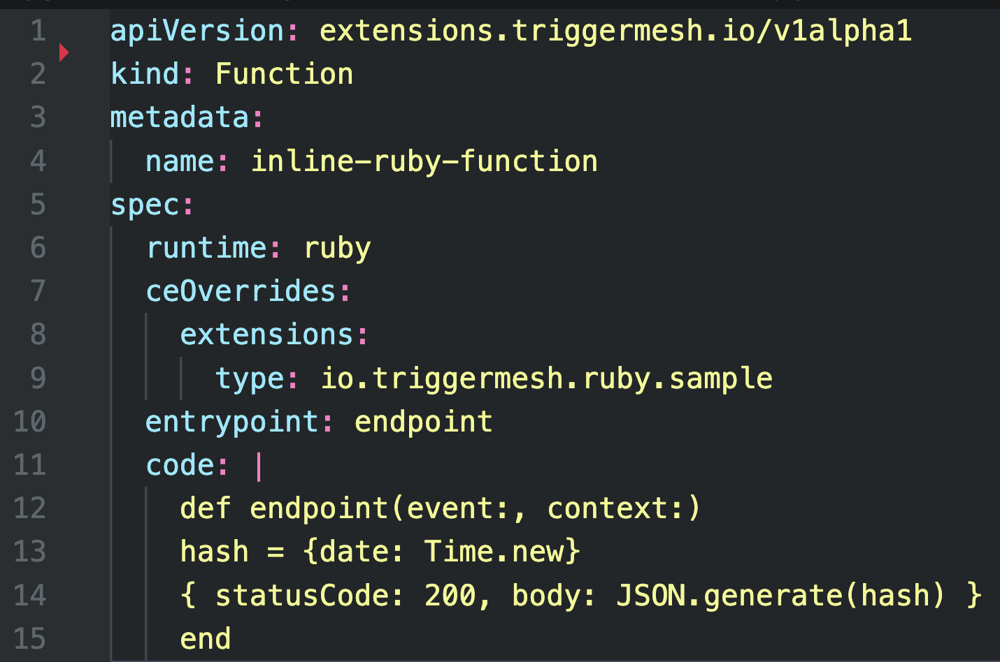 1 apiVersion: extensions.triggermesh.io/v1alpha1
2 kind: Function
3 metadata:
4   name: inline-ruby-function
5 spec:
6   runtime: ruby
7   ceOverrides:
8     extensions:
9       type: io.triggermesh.ruby.sample
10   entrypoint: endpoint
11   code: |
12     def endpoint(event:, context:)
13     hash = {date: Time.new}
14     { statusCode: 200, body: JSON.generate(hash) }
15     end